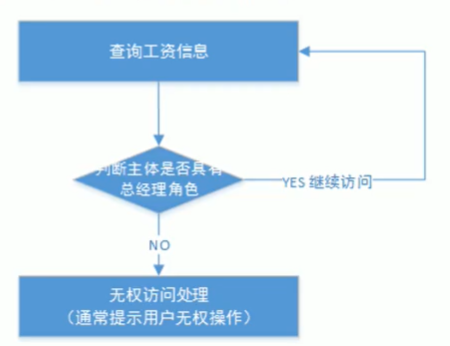 查询工资信息
判断主体是否具有
总经理角色
YES 继续访问
NO
无权访问处理
（通常提示用户无权操作）